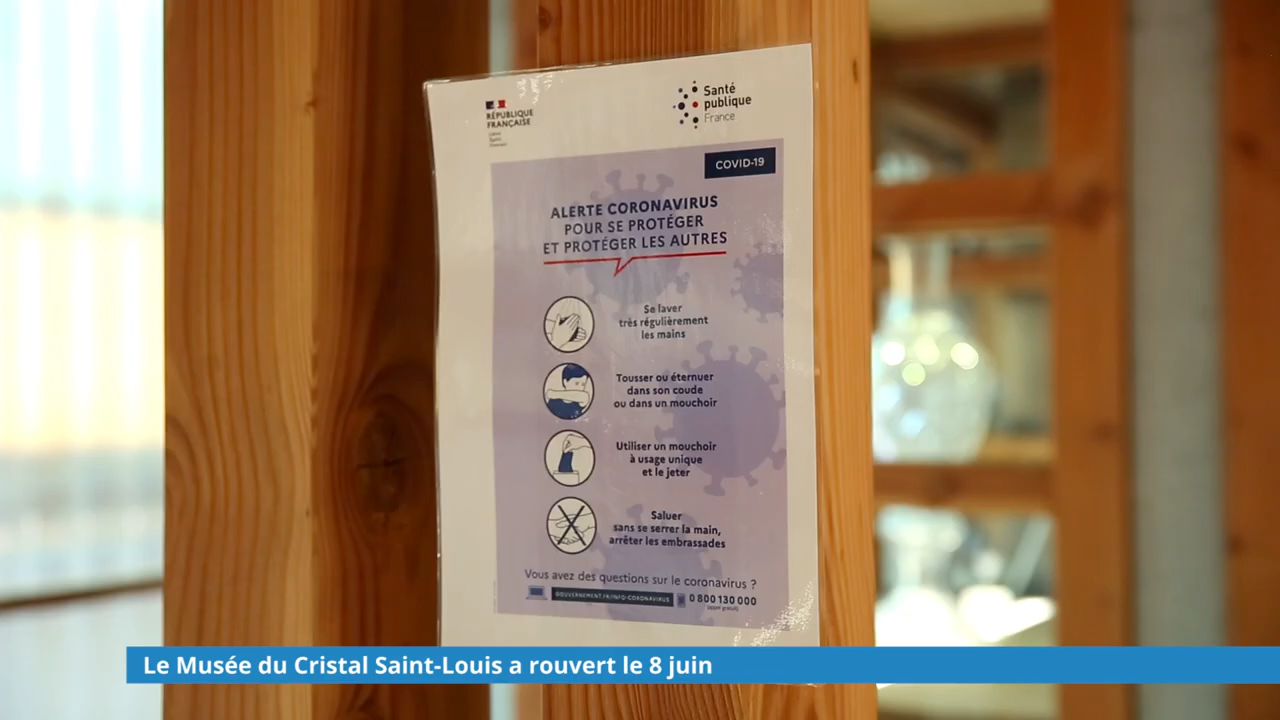 RÉPUBLIQUE
FRANÇAISE
Santé
publique
France
COVID-19
ALERTE CORONAVIRUS
POUR SE PROTÉGER
ET PROTÉGER LES AUTRES
Se laver
très régulièrement
les mains
Tousser ou éternuer
dans son coude
ou dans un mouchoir
Utiliser un mouchoir
à usage unique
et le jeter
Saluer
sans se serrer la main,
arrêter les embrassades
Vous avez des questions sur le coronavirus ?
GOUVERNEMENT.FR/INFO-CORONAVIRUS
0 800 130 000
(appel gratuit)
Le Musée du Cristal Saint-Louis a rouvert le 8 juin